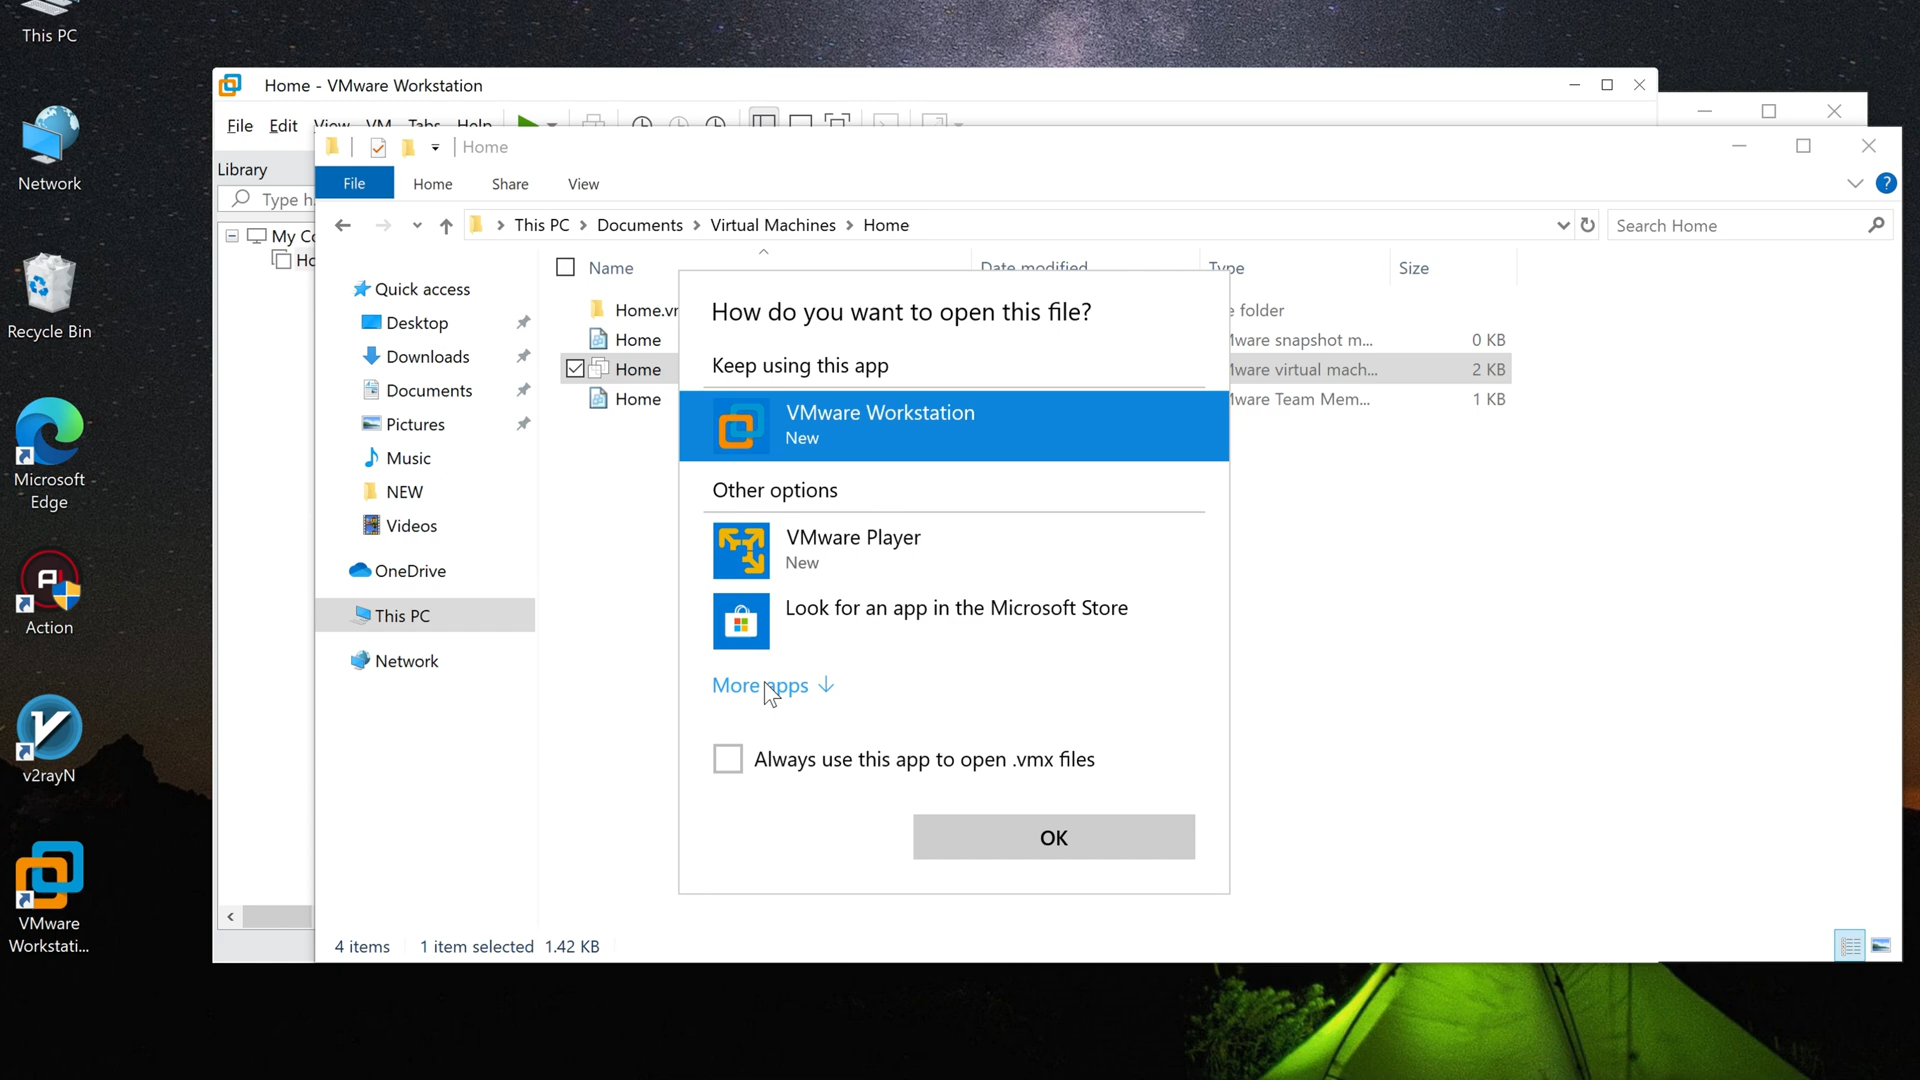 This PC
Network
Recycle Bin
Microsoft
Edge
Action
v2rayN
VMware
Workstati...
Home - VMware Workstation
File Edit View VM Tabs Help
Library
Type h
My Co
Ho
Home
File Home Share View
This PC > Documents > Virtual Machines > Home
Search Home
Name Date modified Type Size
Quick access
Desktop
Downloads
Documents
Pictures
Music
NEW
Videos
OneDrive
This PC
Network
Home.vm e folder
Home Mware snapshot m... 0 KB
Home Mware virtual mach... 2 KB
Home Mware Team Mem... 1 KB
How do you want to open this file?
Keep using this app
VMware Workstation
New
Other options
VMware Player
New
Look for an app in the Microsoft Store
More apps ↓
Always use this app to open .vmx files
OK
4 items 1 item selected 1.42 KB